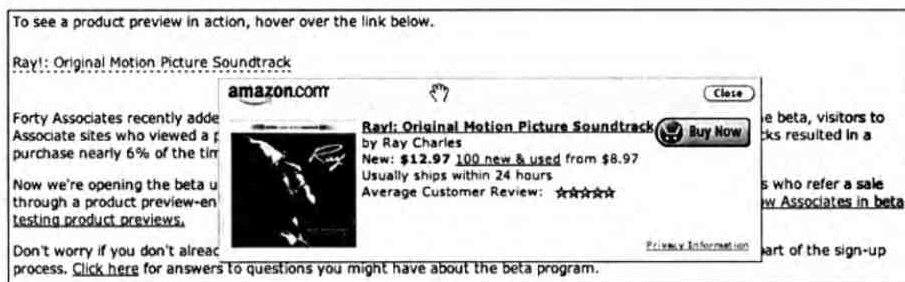 To see a product preview in action, hover over the link below.
Ray!: Original Motion Picture Soundtrack
amazon.com
Close
Forty Associates recently adde
e beta, visitors to
Associate sites who viewed a p
cks resulted in a
purchase nearly 6% of the tim
Ray
Ray!: Original Motion Picture Soundtrack
Buy Now
by Ray Charles
New: $12.97 100 new & used from $8.97
Usually ships within 24 hours
Average Customer Review:
Now we're opening the beta u
s who refer a sale
through a product preview-en
w Associates in beta
testing product previews.
Privacy Information
Don't worry if you don't alreac
part of the sign-up
process. Click here for answers to questions you might have about the beta program.